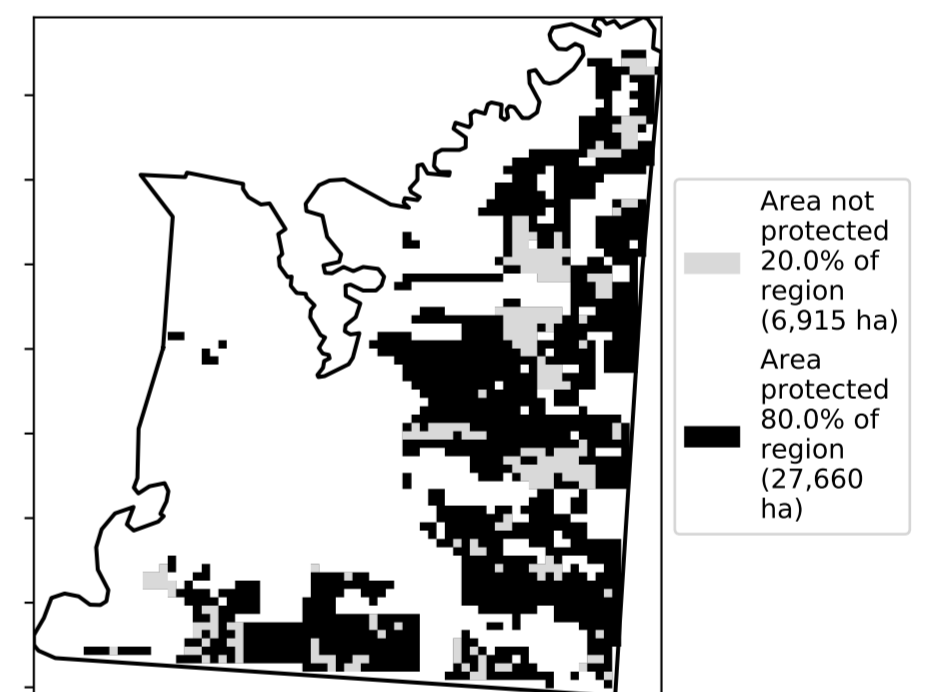 Area not
protected
20.0% of
region
(6,915 ha)
Area
protected
80.0% of
region
(27,660
ha)